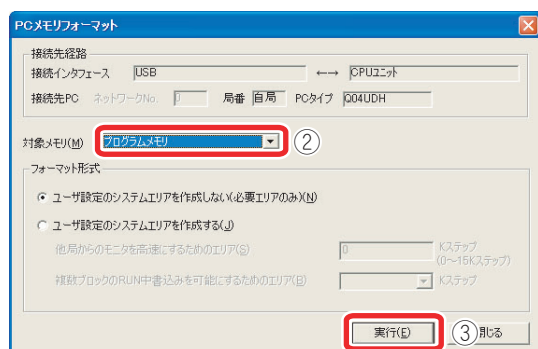 PCメモリフォーマット
接続先経路
接続インタフェース USB ←→ CPUユニット
接続先PC ネットワークNo. 0 局番 自局 PCタイプ Q04UDH
対象メモリ(M) プログラムメモリ ②
フォーマット形式
ユーザ設定のシステムエリアを作成しない(必要エリアのみ)(N)
ユーザ設定のシステムエリアを作成する(J)
他局からのモニタを高速にするためのエリア(S) 0 Kステップ
(0～15Kステップ)
複数ブロックのRUN中書込みを可能にするためのエリア(B) Kステップ
実行(E) ③ 閉じる